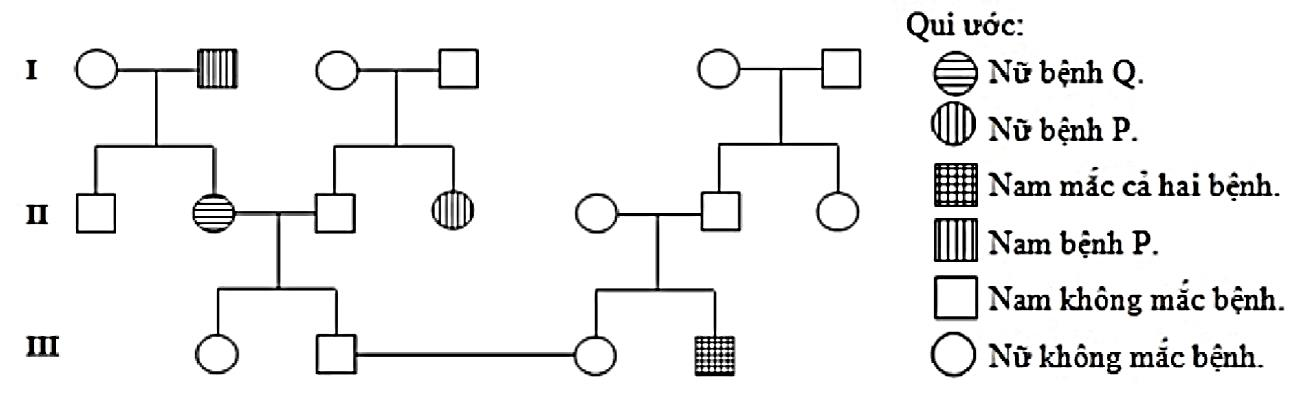 Qui ước:
I
Nữ bệnh Q.
Nữ bệnh P.
Nam mắc cả hai bệnh.
II
Nam bệnh P.
Nam không mắc bệnh.
III
Nữ không mắc bệnh.